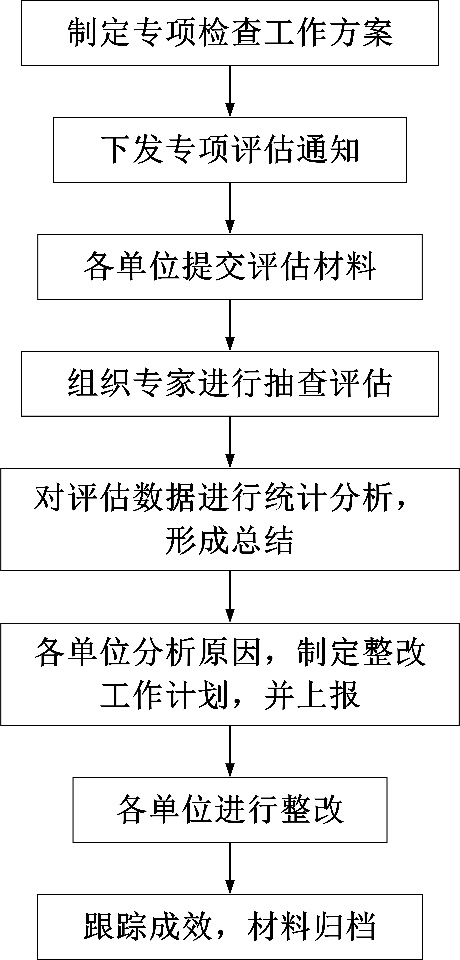 制定专项检查工作方案
下发专项评估通知
各单位提交评估材料
组织专家进行抽查评估
对评估数据进行统计分析，
形成总结
各单位分析原因，制定整改
工作计划，并上报
各单位进行整改
跟踪成效，材料归档